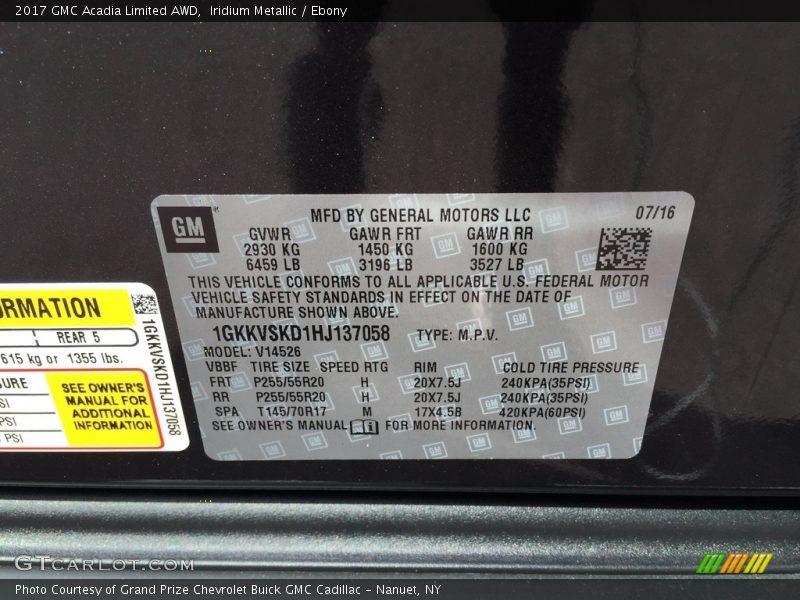 2017 GMC Acadia Limited AWD, Iridium Metallic / Ebony
GM
MFD BY GENERAL MOTORS LLC 07/16
GVWR GAWR FRT GAWR RR
2930 KG 1450 KG 1600 KG
6459 LB 3196 LB 3527 LB
THIS VEHICLE CONFORMS TO ALL APPLICABLE U.S. FEDERAL MOTOR
VEHICLE SAFETY STANDARDS IN EFFECT ON THE DATE OF
MANUFACTURE SHOWN ABOVE.
1GKKVSKD1HJ137058 TYPE: M.P.V.
MODEL: V14526
VBBF TIRE SIZE SPEED RTG RIM COLD TIRE PRESSURE
FRT P255/55R20 H 20X7.5J 240KPA(35PSI)
RR P255/55R20 H 20X7.5J 240KPA(35PSI)
SPA T145/70R17 M 17X4.5B 420KPA(60PSI)
SEE OWNER'S MANUAL FOR MORE INFORMATION.
ORMATION
REAR 5
615 kg or 1355 lbs.
SURE
SI
PSI
PSI
SEE OWNER'S
MANUAL FOR
ADDITIONAL
INFORMATION
1GKKVSKD1HJ137058
GTCARLOT.COM
Photo Courtesy of Grand Prize Chevrolet Buick GMC Cadillac - Nanuet, NY